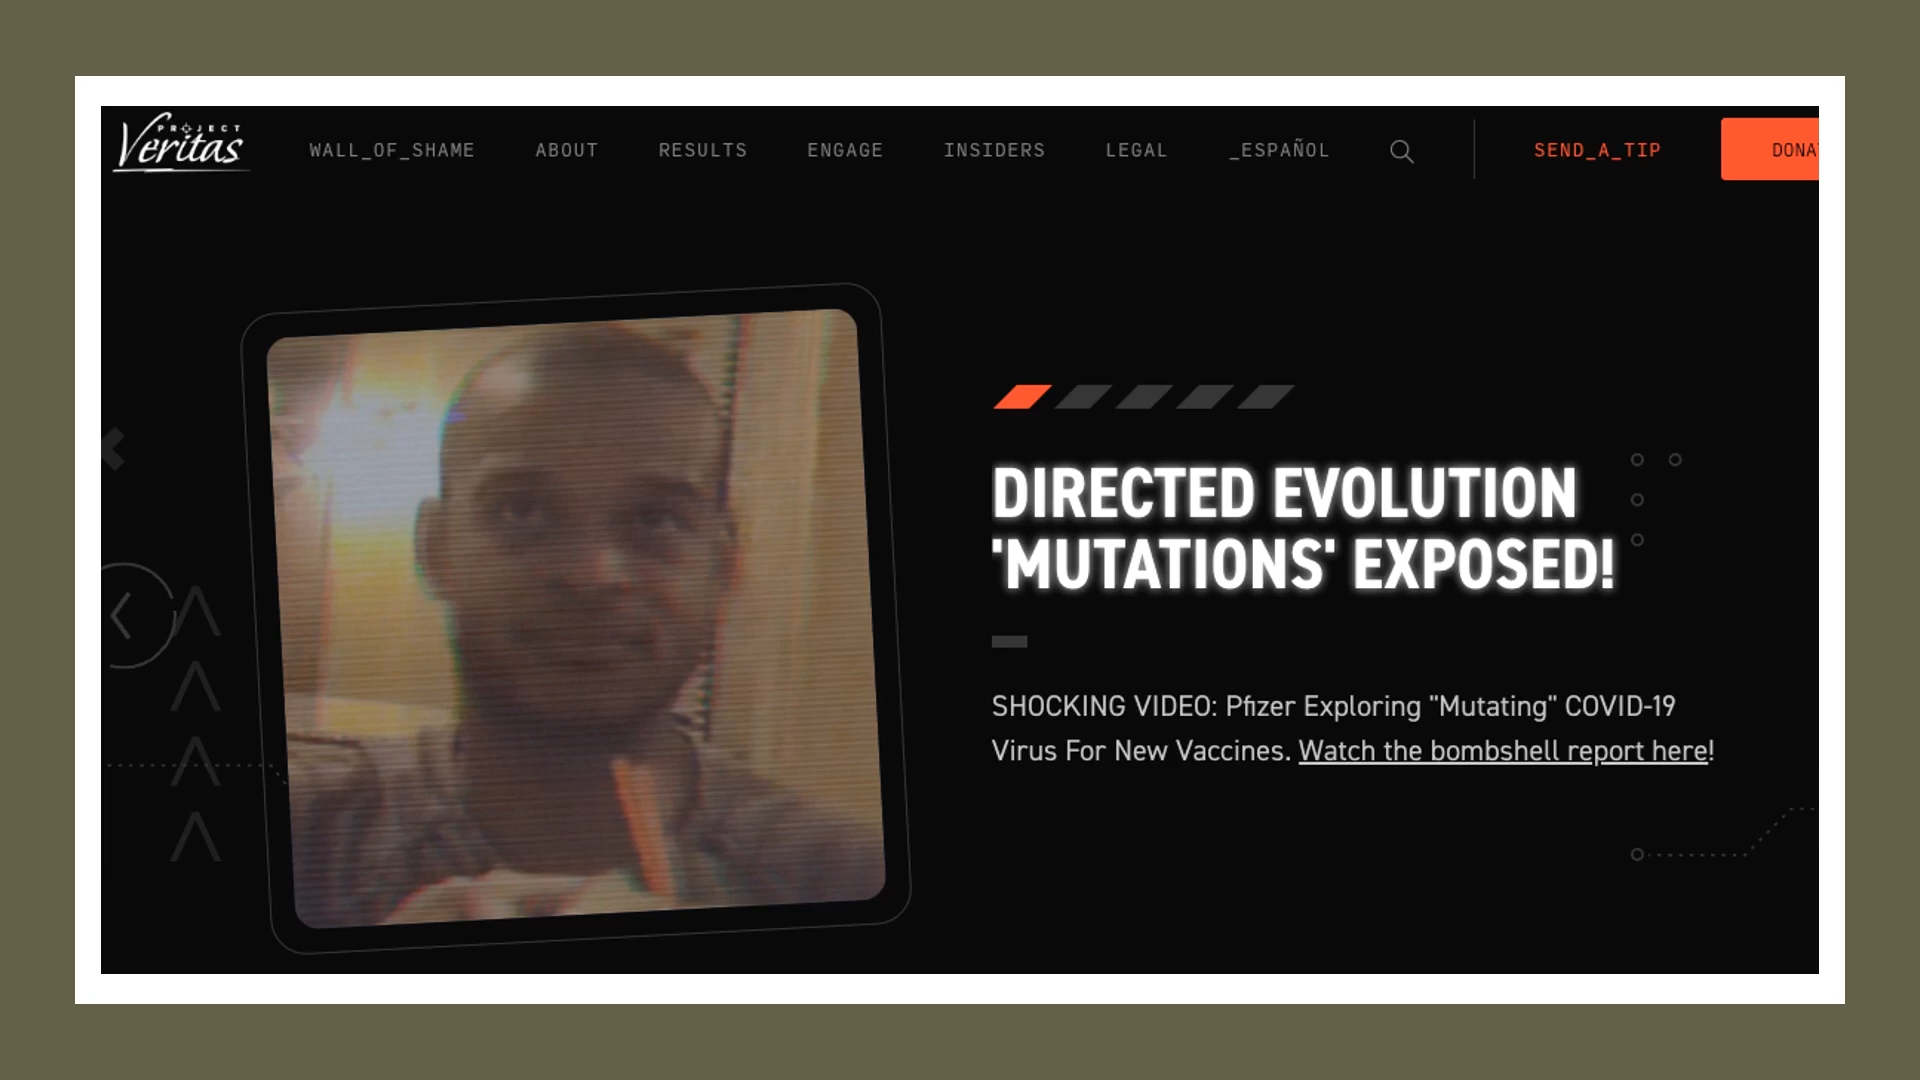 PROJECT
Veritas
WALL_OF_SHAME ABOUT RESULTS ENGAGE INSIDERS LEGAL _ESPAÑOL SEND_A_TIP DONA
DIRECTED EVOLUTION
'MUTATIONS' EXPOSED!
SHOCKING VIDEO: Pfizer Exploring "Mutating" COVID-19
Virus For New Vaccines. Watch the bombshell report here!